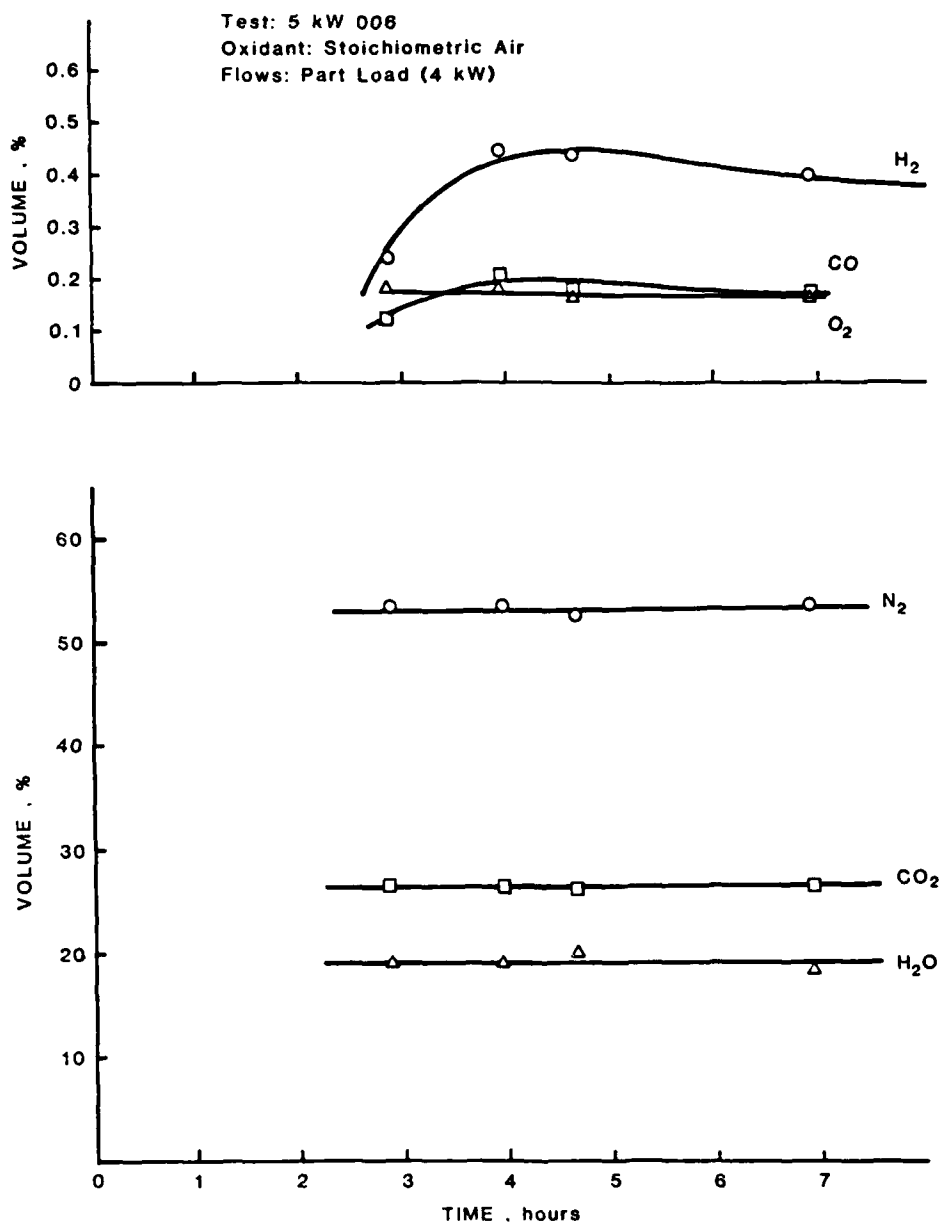 Test: 5 kW 006
Oxidant: Stoichiometric Air
Flows: Part Load (4 kW)
0.6
0.5
0.4
0.3
0.2
0.1
0
VOLUME , %
H₂
CO
O₂
60
50
40
30
20
10
VOLUME , %
N₂
CO₂
H₂O
0 1 2 3 4 5 6 7
TIME , hours